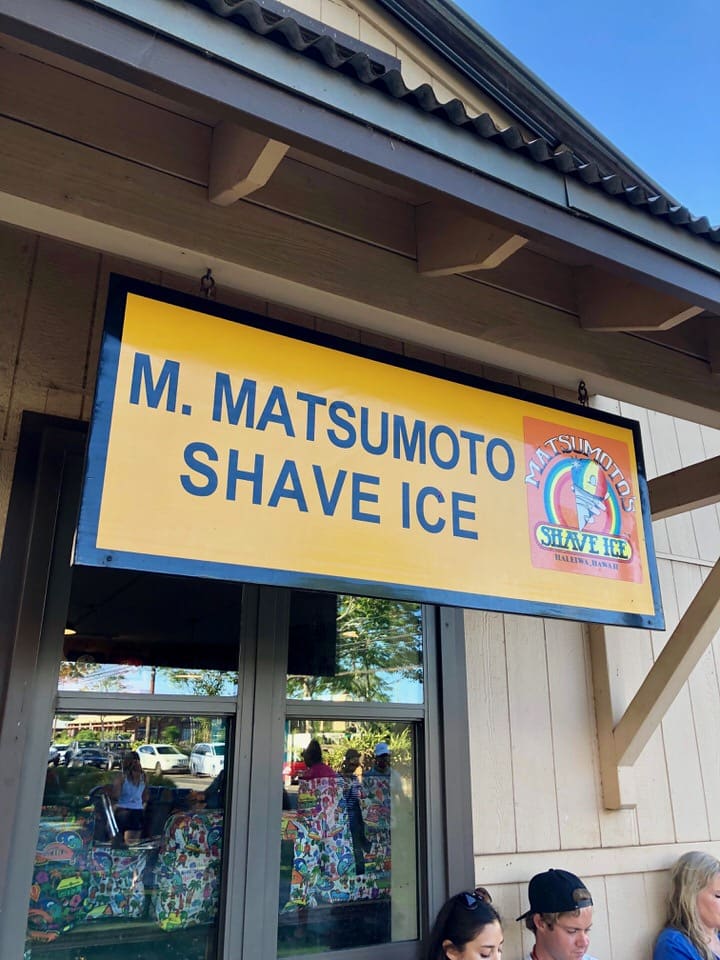 M. MATSUMOTO
SHAVE ICE
MATSUMOTO'S
SHAVE ICE
HALEIWA, HAWAII